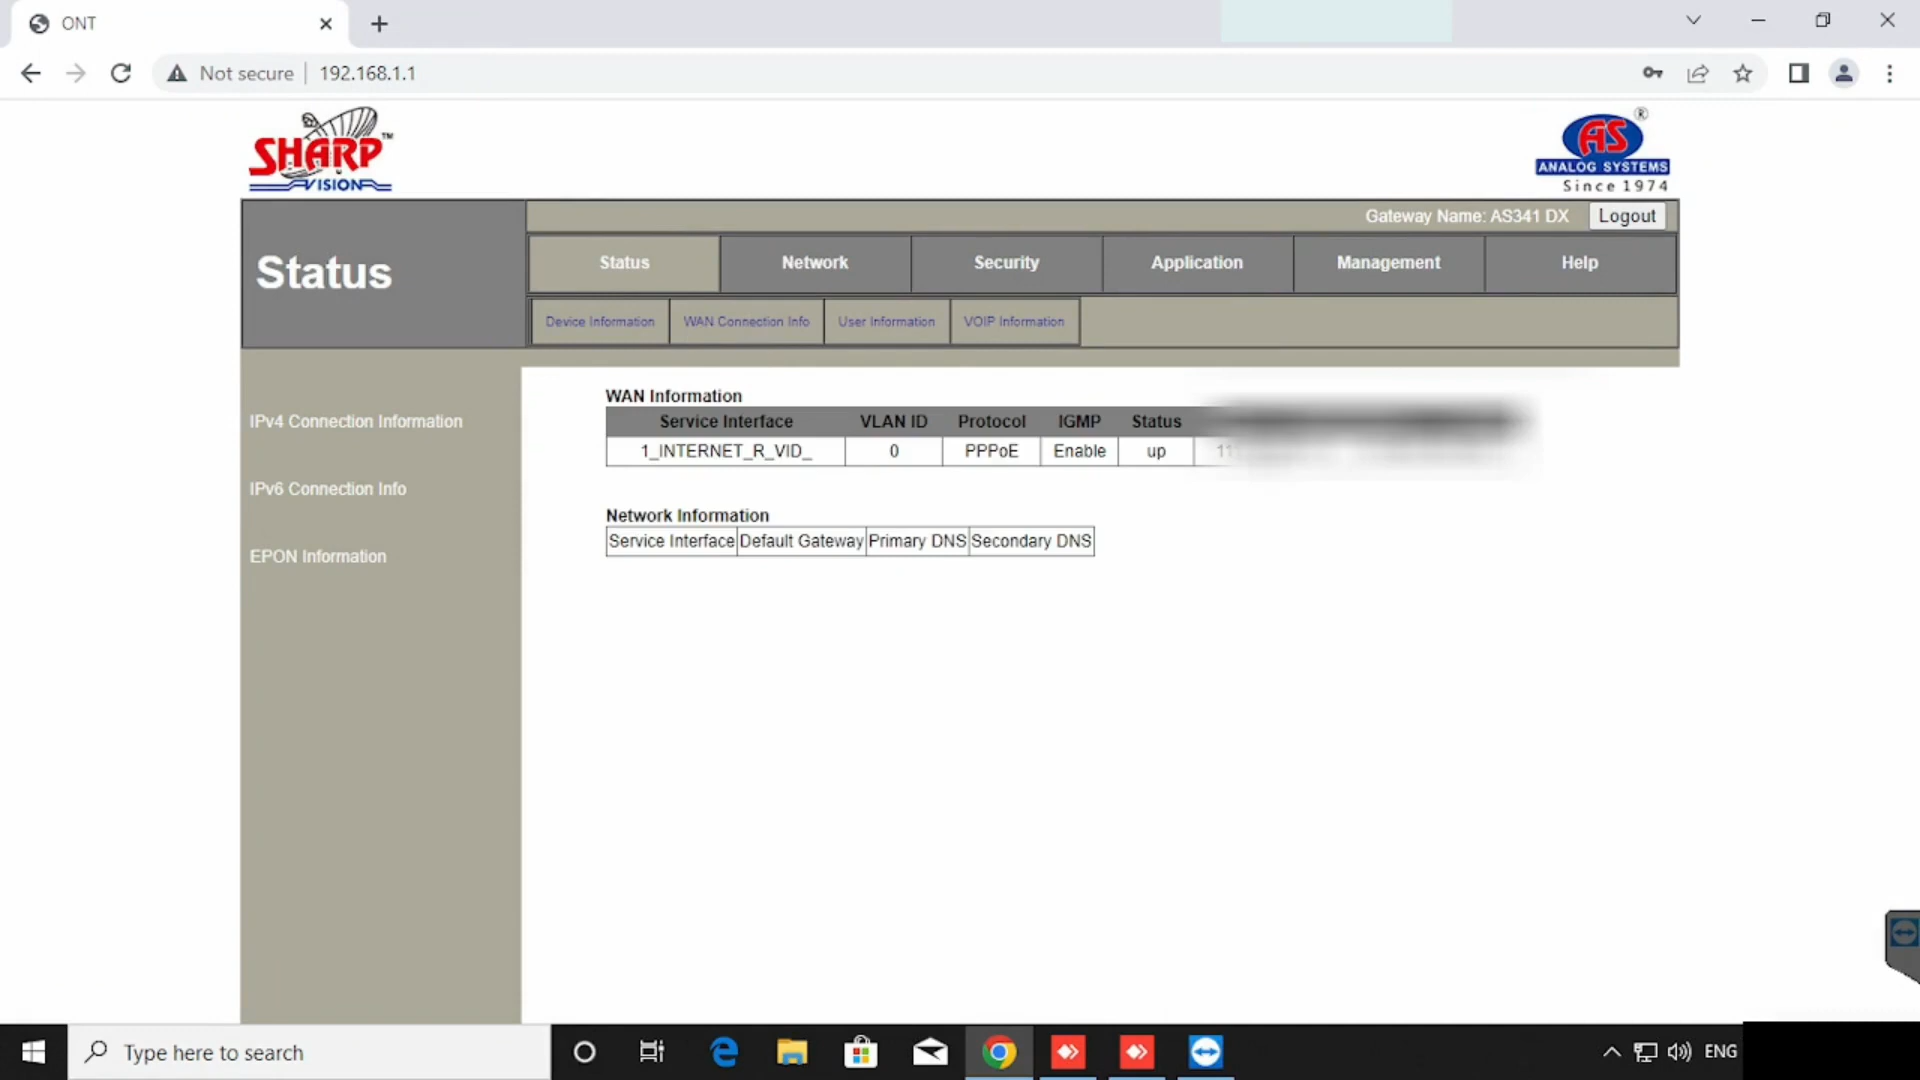 ONT
Not secure 192.168.1.1
SHARP™
VISION
AS®
ANALOG SYSTEMS
Since 1974
Gateway Name: AS341 DX Logout
Status
Status Network Security Application Management Help
Device Information WAN Connection Info User Information VOIP Information
IPv4 Connection Information
IPv6 Connection Info
EPON Information
WAN Information
Service Interface VLAN ID Protocol IGMP Status
1_INTERNET_R_VID_ 0 PPPoE Enable up
Network Information
Service Interface Default Gateway Primary DNS Secondary DNS
Type here to search
ENG